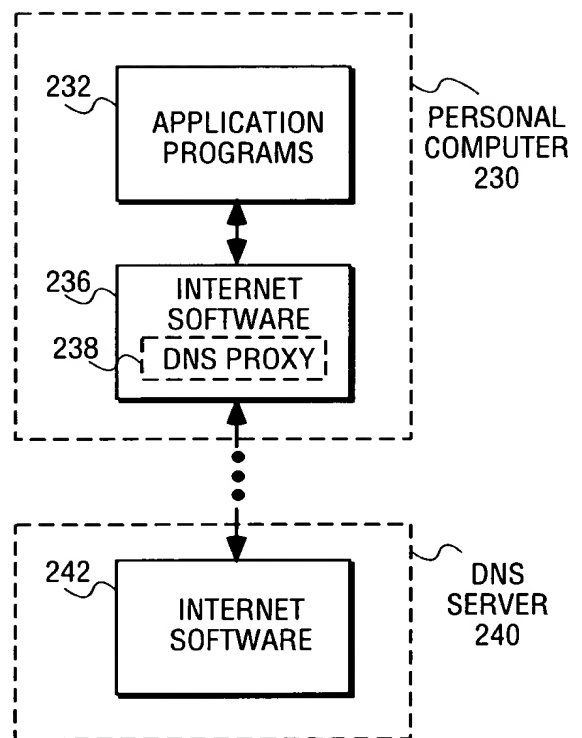 232
APPLICATION
PROGRAMS
PERSONAL
COMPUTER
230
236
INTERNET
SOFTWARE
238
DNS PROXY
242
INTERNET
SOFTWARE
DNS
SERVER
240